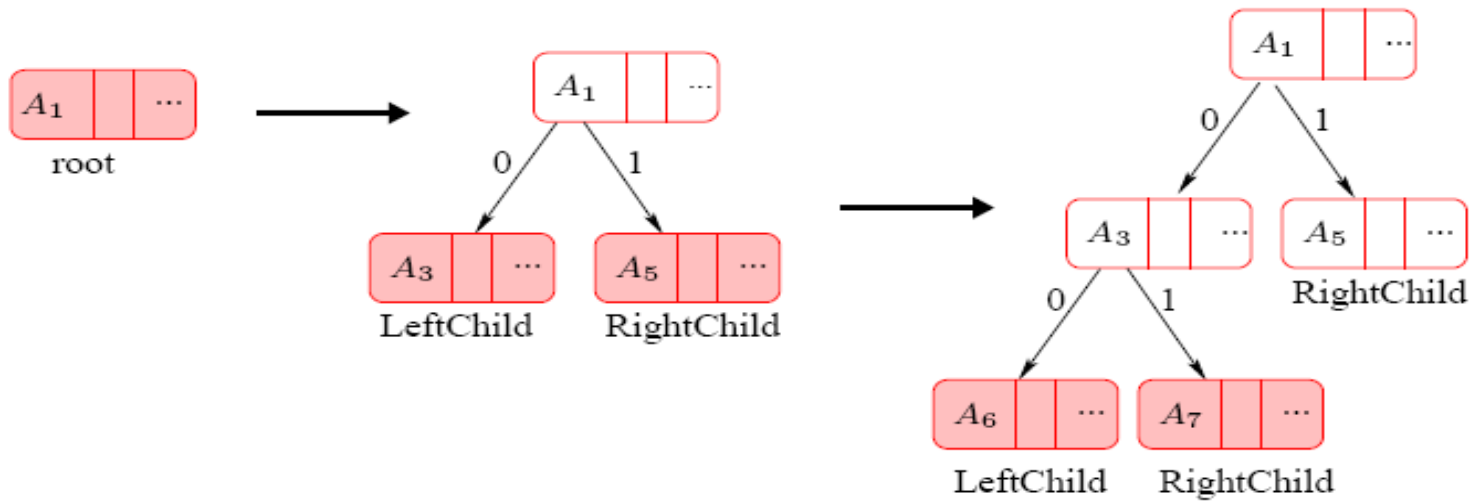 A₁ ...
root
A₁ ...
0 1
A₃ ... A₅ ...
LeftChild RightChild
A₁ ...
0 1
A₃ ... A₅ ...
RightChild
0 1
A₆ ... A₇ ...
LeftChild RightChild